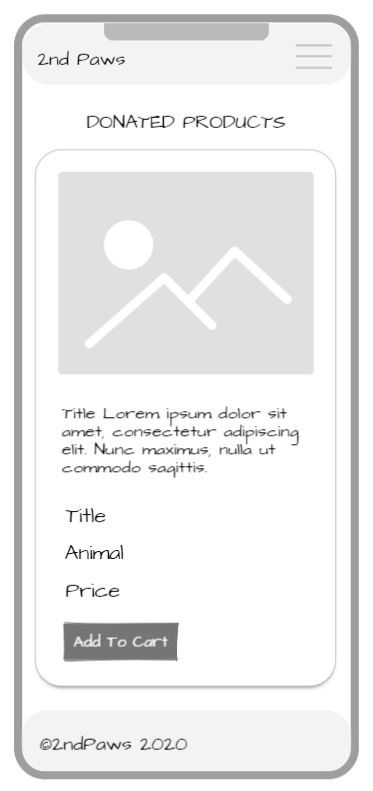 2nd Paws
DONATED PRODUCTS
Title Lorem ipsum dolor sit
amet, consectetur adipiscing
elit. Nunc maximus, nulla ut
commodo sagittis.
Title
Animal
Price
Add To Cart
©2ndPaws 2020